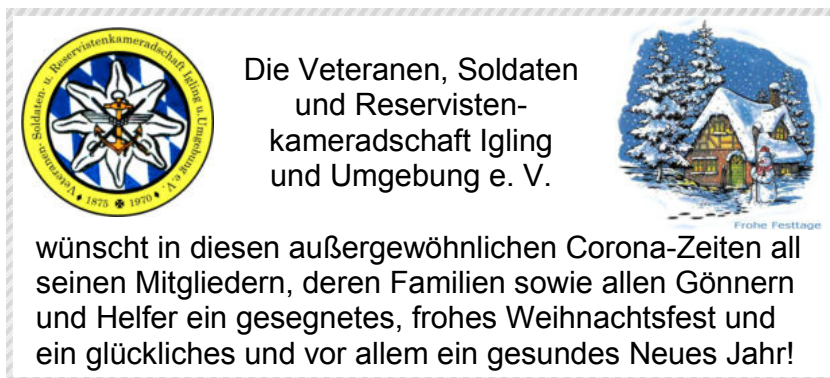 Veteranen- Soldaten- u. Reservistenkameradschaft Igling u. Umgebung e. V.
1875 1970
Die Veteranen, Soldaten
und Reservisten-
kameradschaft Igling
und Umgebung e. V.
Frohe Festtage
wünscht in diesen außergewöhnlichen Corona-Zeiten all
seinen Mitgliedern, deren Familien sowie allen Gönnern
und Helfer ein gesegnetes, frohes Weihnachtsfest und
ein glückliches und vor allem ein gesundes Neues Jahr!